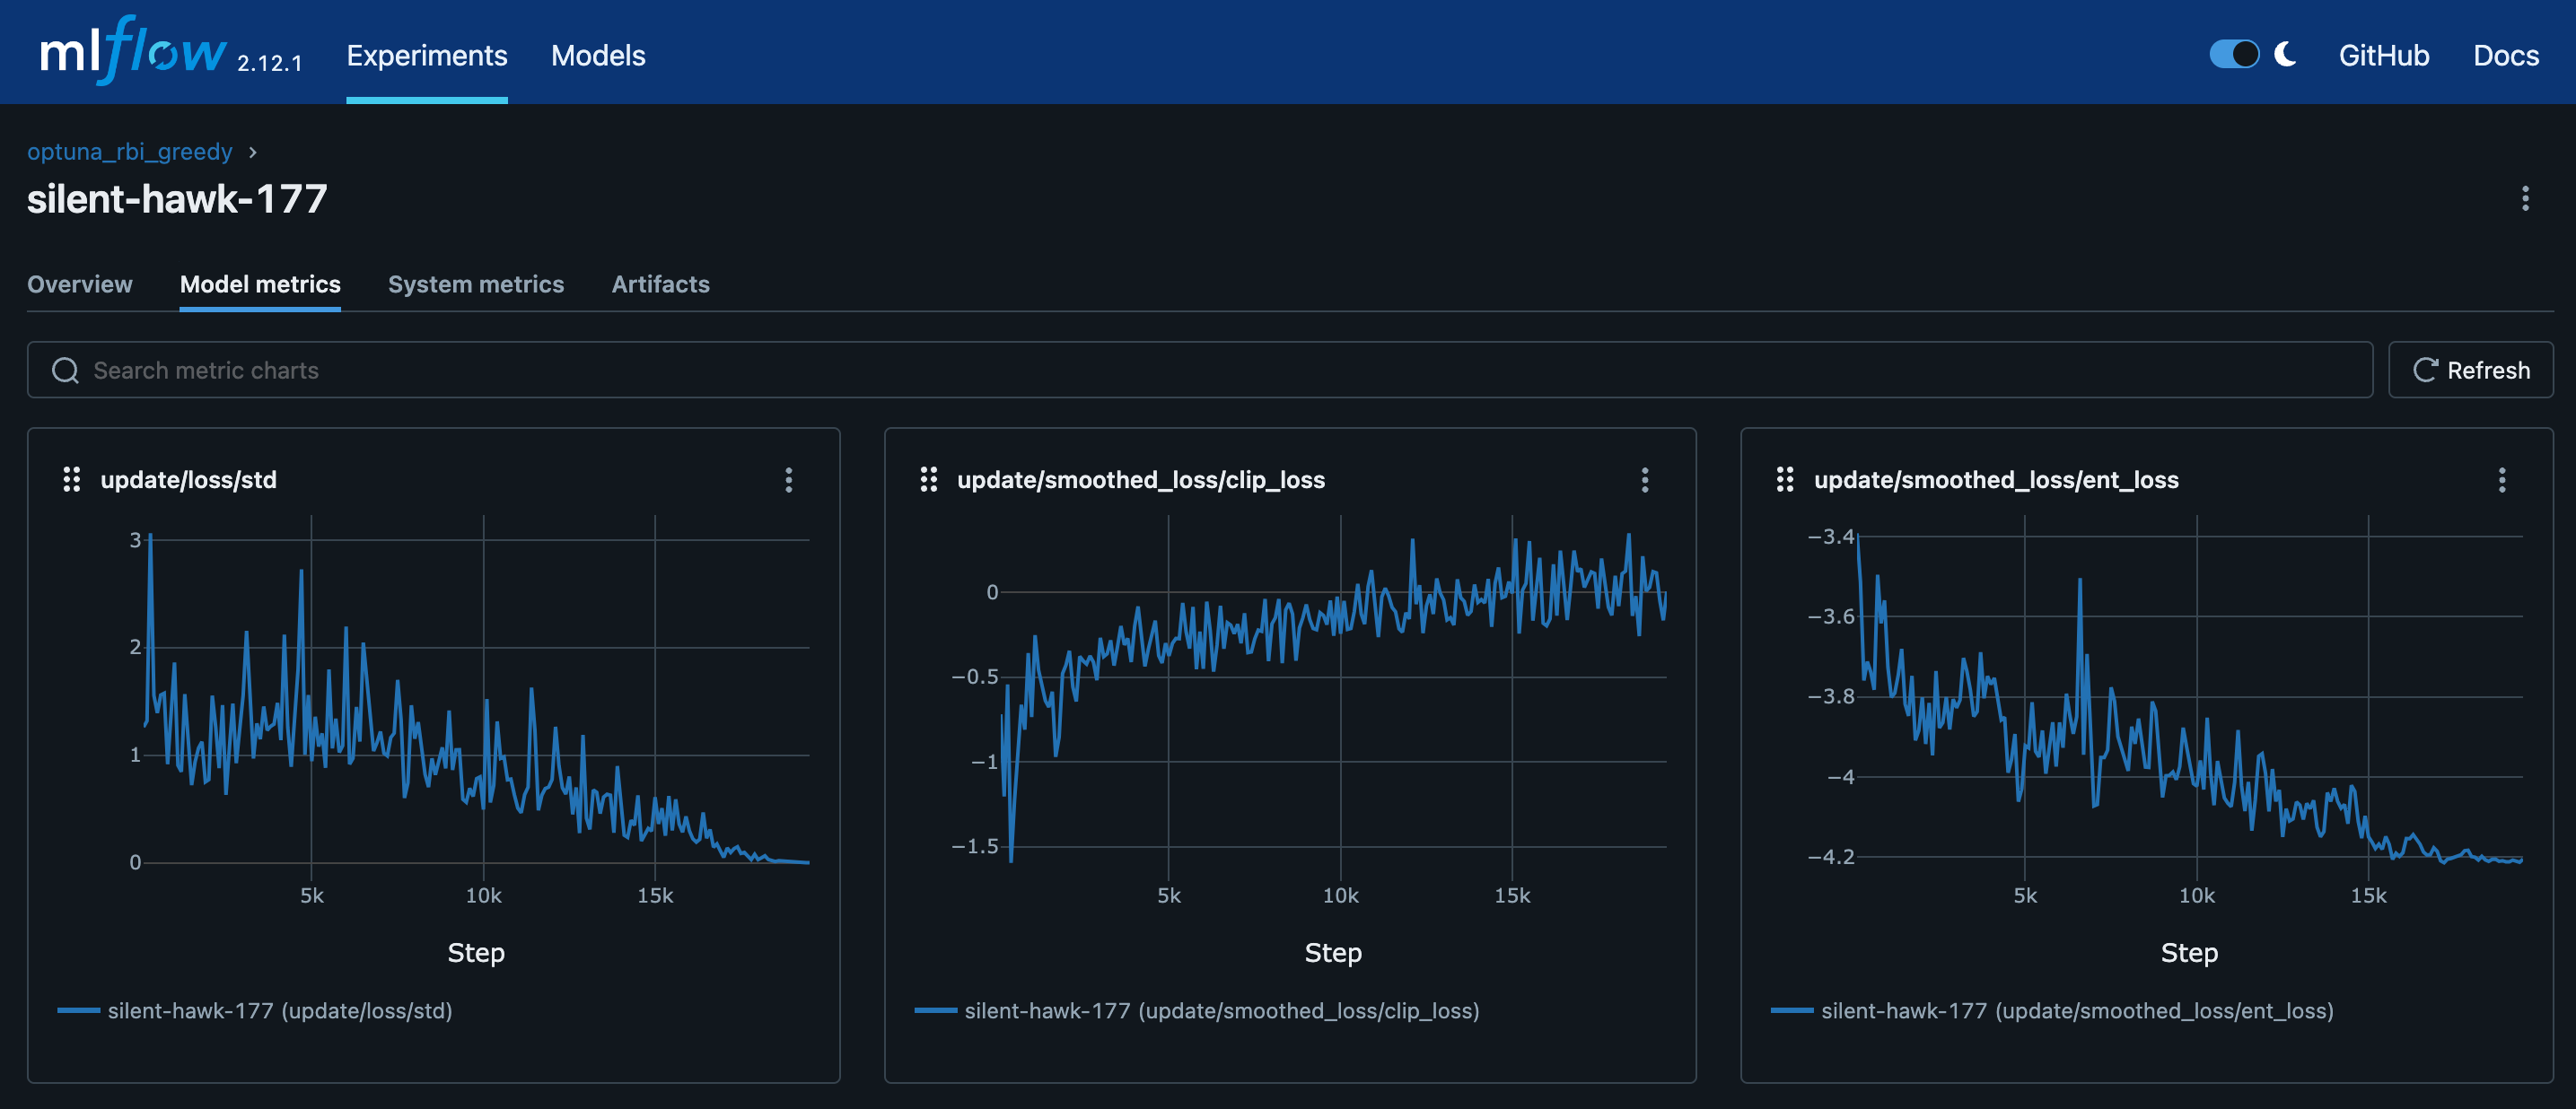 mlflow 2.12.1 Experiments Models GitHub Docs
optuna_rbi_greedy
silent-hawk-177
Overview Model metrics System metrics Artifacts
Search metric charts Refresh
update/loss/std
3
2
1
0
5k 10k 15k
Step
silent-hawk-177 (update/loss/std)
update/smoothed_loss/clip_loss
0
−0.5
−1
−1.5
5k 10k 15k
Step
silent-hawk-177 (update/smoothed_loss/clip_loss)
update/smoothed_loss/ent_loss
−3.4
−3.6
−3.8
−4
−4.2
5k 10k 15k
Step
silent-hawk-177 (update/smoothed_loss/ent_loss)